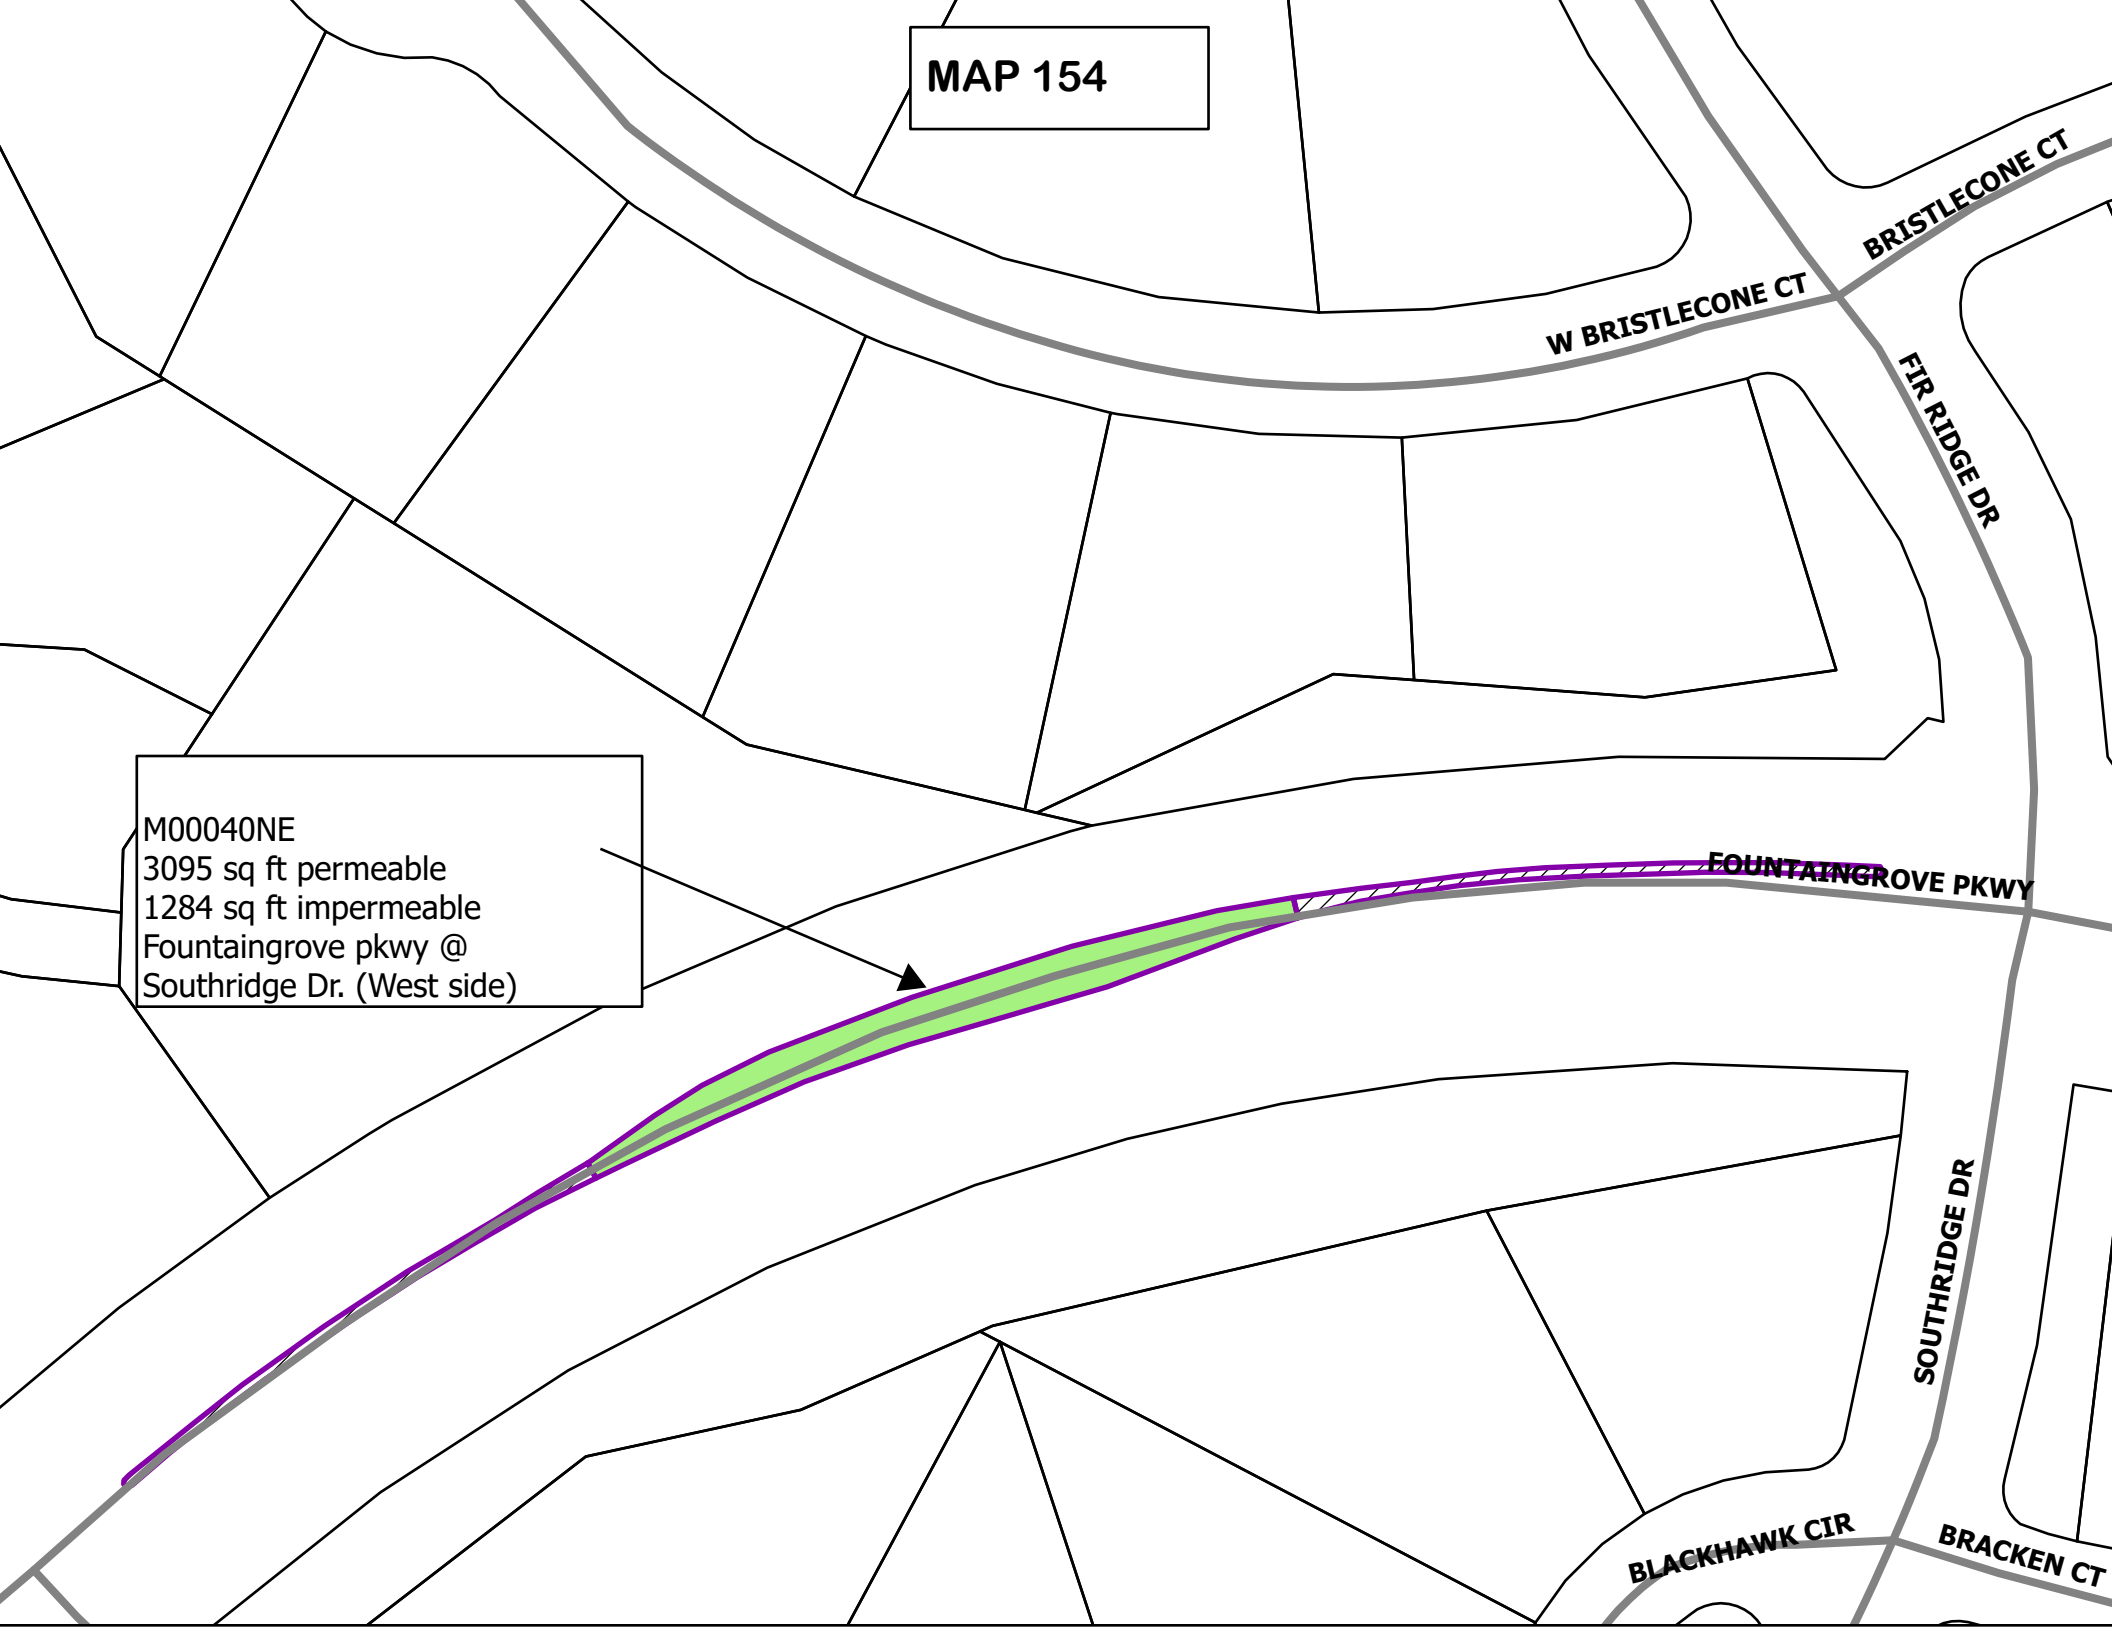 MAP 154
BRISTLECONE CT
W BRISTLECONE CT
FIR RIDGE DR
M00040NE
3095 sq ft permeable
1284 sq ft impermeable
Fountaingrove pkwy @
Southridge Dr. (West side)
FOUNTAINGROVE PKWY
SOUTHRIDGE DR
BLACKHAWK CIR
BRACKEN CT